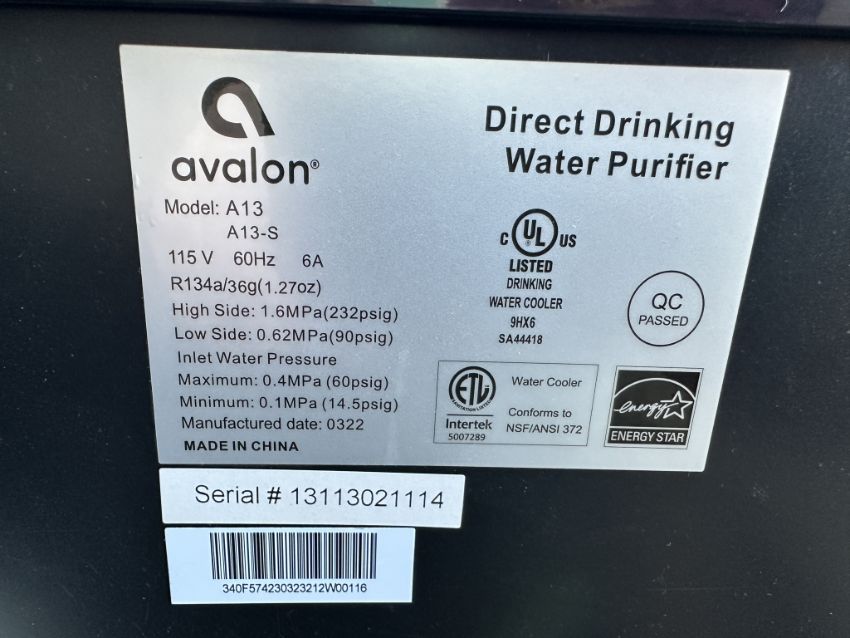 avalon®
Direct Drinking
Water Purifier
Model: A13
A13-S
115 V 60Hz 6A
R134a/36g(1.27oz)
High Side: 1.6MPa(232psig)
Low Side: 0.62MPa(90psig)
Inlet Water Pressure
Maximum: 0.4MPa (60psig)
Minimum: 0.1MPa (14.5psig)
Manufactured date: 0322
MADE IN CHINA
C UL US
LISTED
DRINKING
WATER COOLER
9HX6
SA44418
QC
PASSED
ETL
Intertek
5007289
Water Cooler
Conforms to
NSF/ANSI 372
energy
ENERGY STAR
Serial # 13113021114
340F574230323212W00116